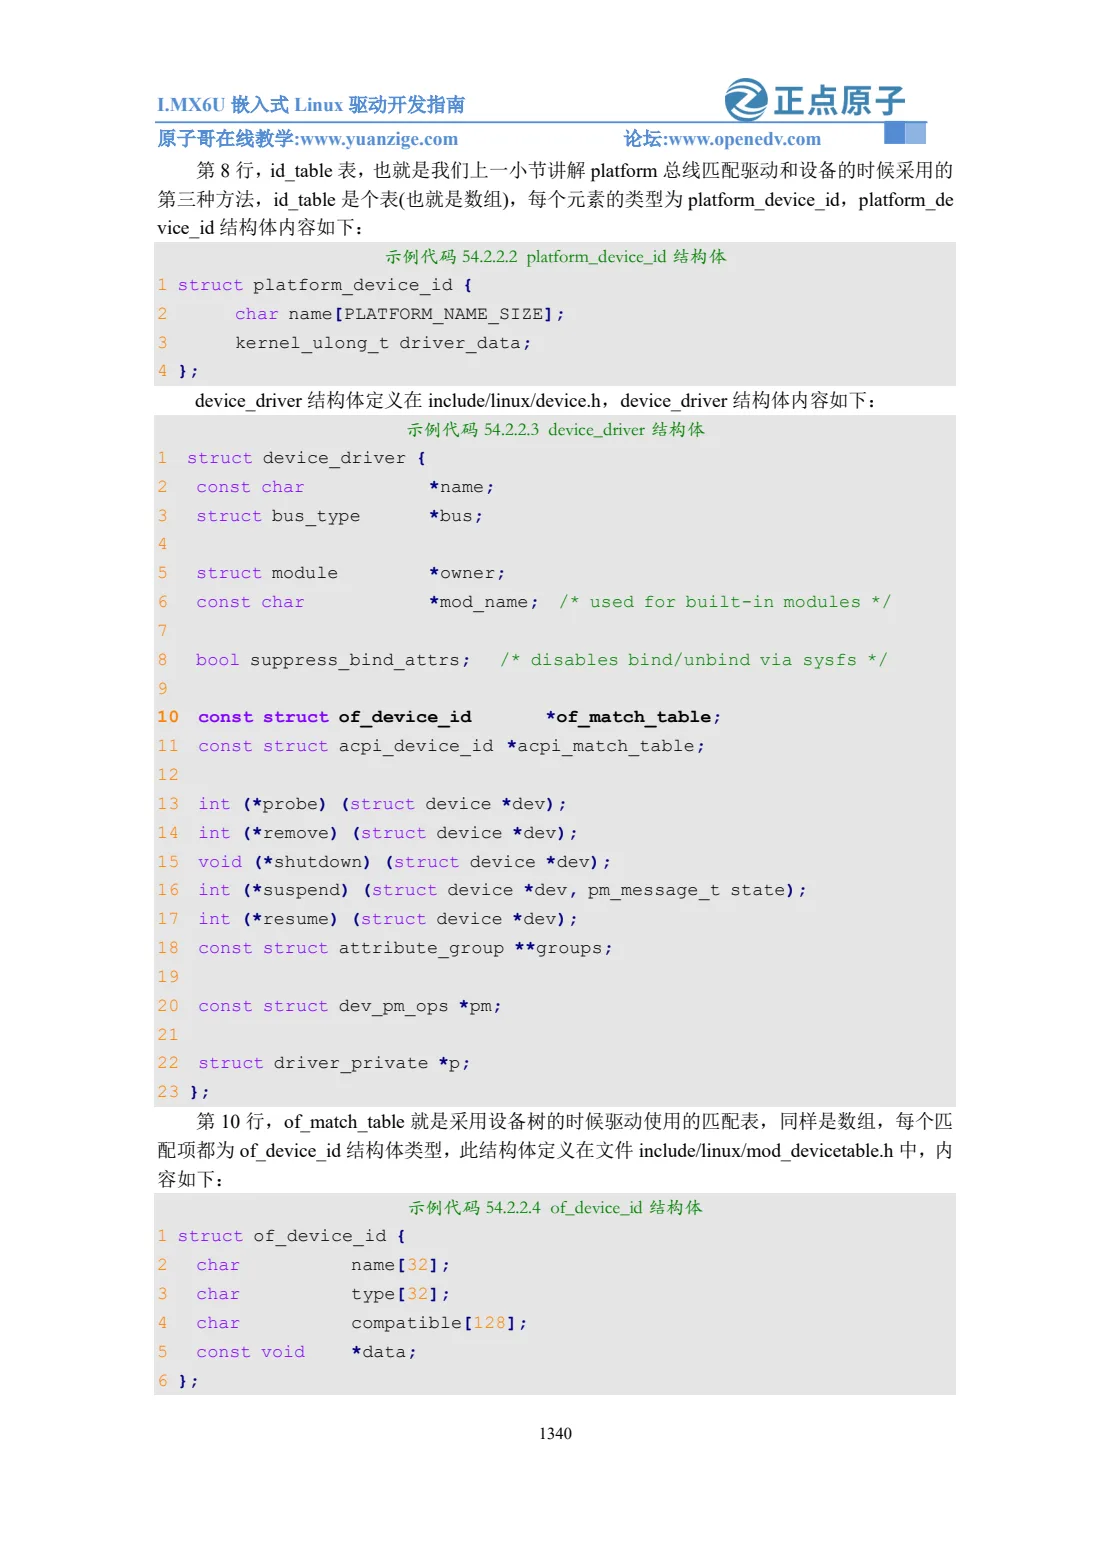 I.MX6U 嵌入式 Linux 驱动开发指南
正点原子
原子哥在线教学:www.yuanzige.com 论坛:www.openedv.com
第 8 行，id_table 表，也就是我们上一小节讲解 platform 总线匹配驱动和设备的时候采用的
第三种方法，id_table 是个表(也就是数组)，每个元素的类型为 platform_device_id，platform_de
vice_id 结构体内容如下：
示例代码 54.2.2.2 platform_device_id 结构体
1 struct platform_device_id {
2 char name[PLATFORM_NAME_SIZE];
3 kernel_ulong_t driver_data;
4 };
device_driver 结构体定义在 include/linux/device.h，device_driver 结构体内容如下：
示例代码 54.2.2.3 device_driver 结构体
1 struct device_driver {
2 const char *name;
3 struct bus_type *bus;
4
5 struct module *owner;
6 const char *mod_name; /* used for built-in modules */
7
8 bool suppress_bind_attrs; /* disables bind/unbind via sysfs */
9
10 const struct of_device_id *of_match_table;
11 const struct acpi_device_id *acpi_match_table;
12
13 int (*probe) (struct device *dev);
14 int (*remove) (struct device *dev);
15 void (*shutdown) (struct device *dev);
16 int (*suspend) (struct device *dev, pm_message_t state);
17 int (*resume) (struct device *dev);
18 const struct attribute_group **groups;
19
20 const struct dev_pm_ops *pm;
21
22 struct driver_private *p;
23 };
第 10 行，of_match_table 就是采用设备树的时候驱动使用的匹配表，同样是数组，每个匹
配项都为 of_device_id 结构体类型，此结构体定义在文件 include/linux/mod_devicetable.h 中，内
容如下：
示例代码 54.2.2.4 of_device_id 结构体
1 struct of_device_id {
2 char name[32];
3 char type[32];
4 char compatible[128];
5 const void *data;
6 };
1340